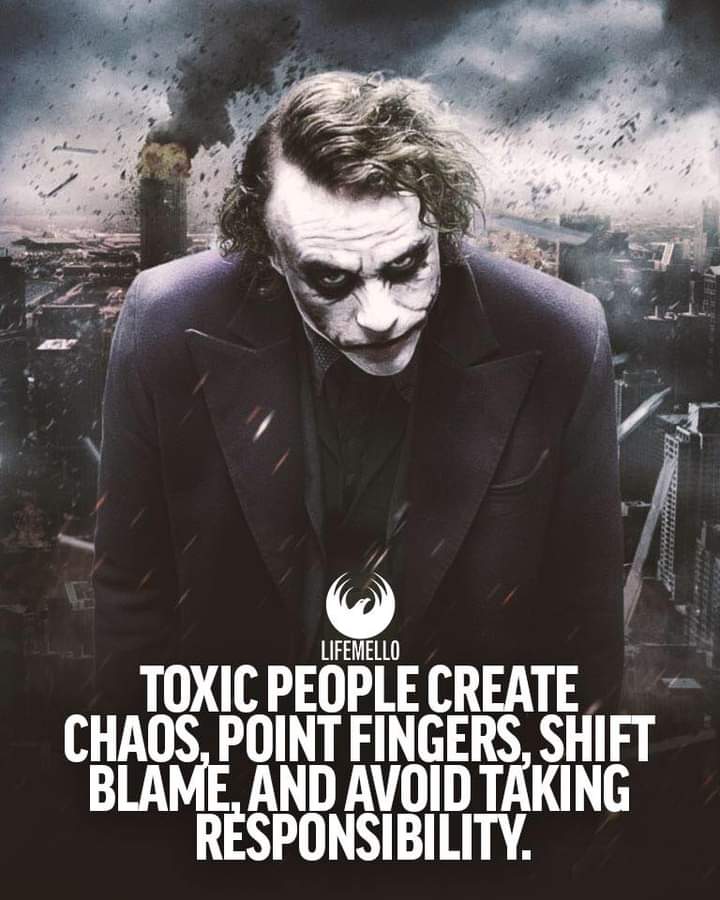 LIFEMELLO
TOXIC PEOPLE CREATE
CHAOS, POINT FINGERS, SHIFT
BLAME, AND AVOID TAKING
RESPONSIBILITY.